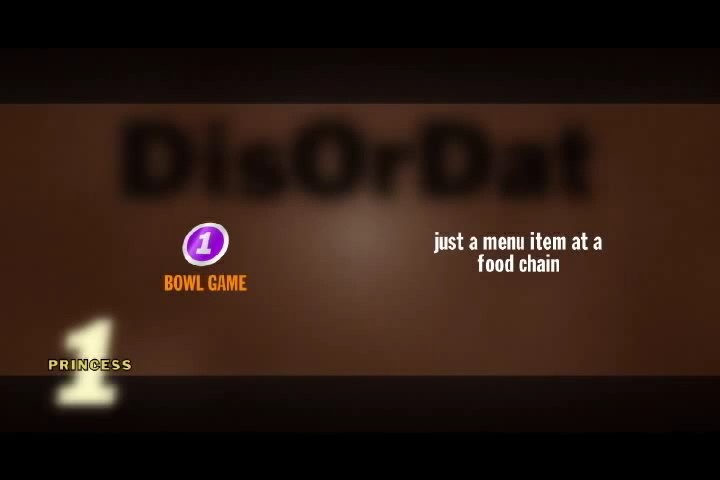 DisOrDat
1
BOWL GAME
just a menu item at a
food chain
1
PRINCESS